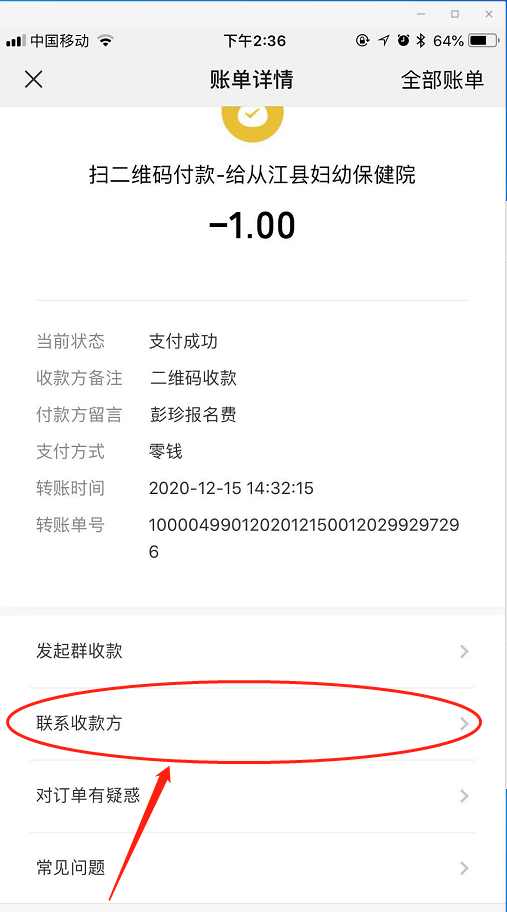 中国移动 下午2:36 64%
账单详情 全部账单
扫二维码付款-给从江县妇幼保健院
-1.00
当前状态 支付成功
收款方备注 二维码收款
付款方留言 彭珍报名费
支付方式 零钱
转账时间 2020-12-15 14:32:15
转账单号 1000049901202012150012029929729
6
发起群收款
联系收款方
对订单有疑惑
常见问题